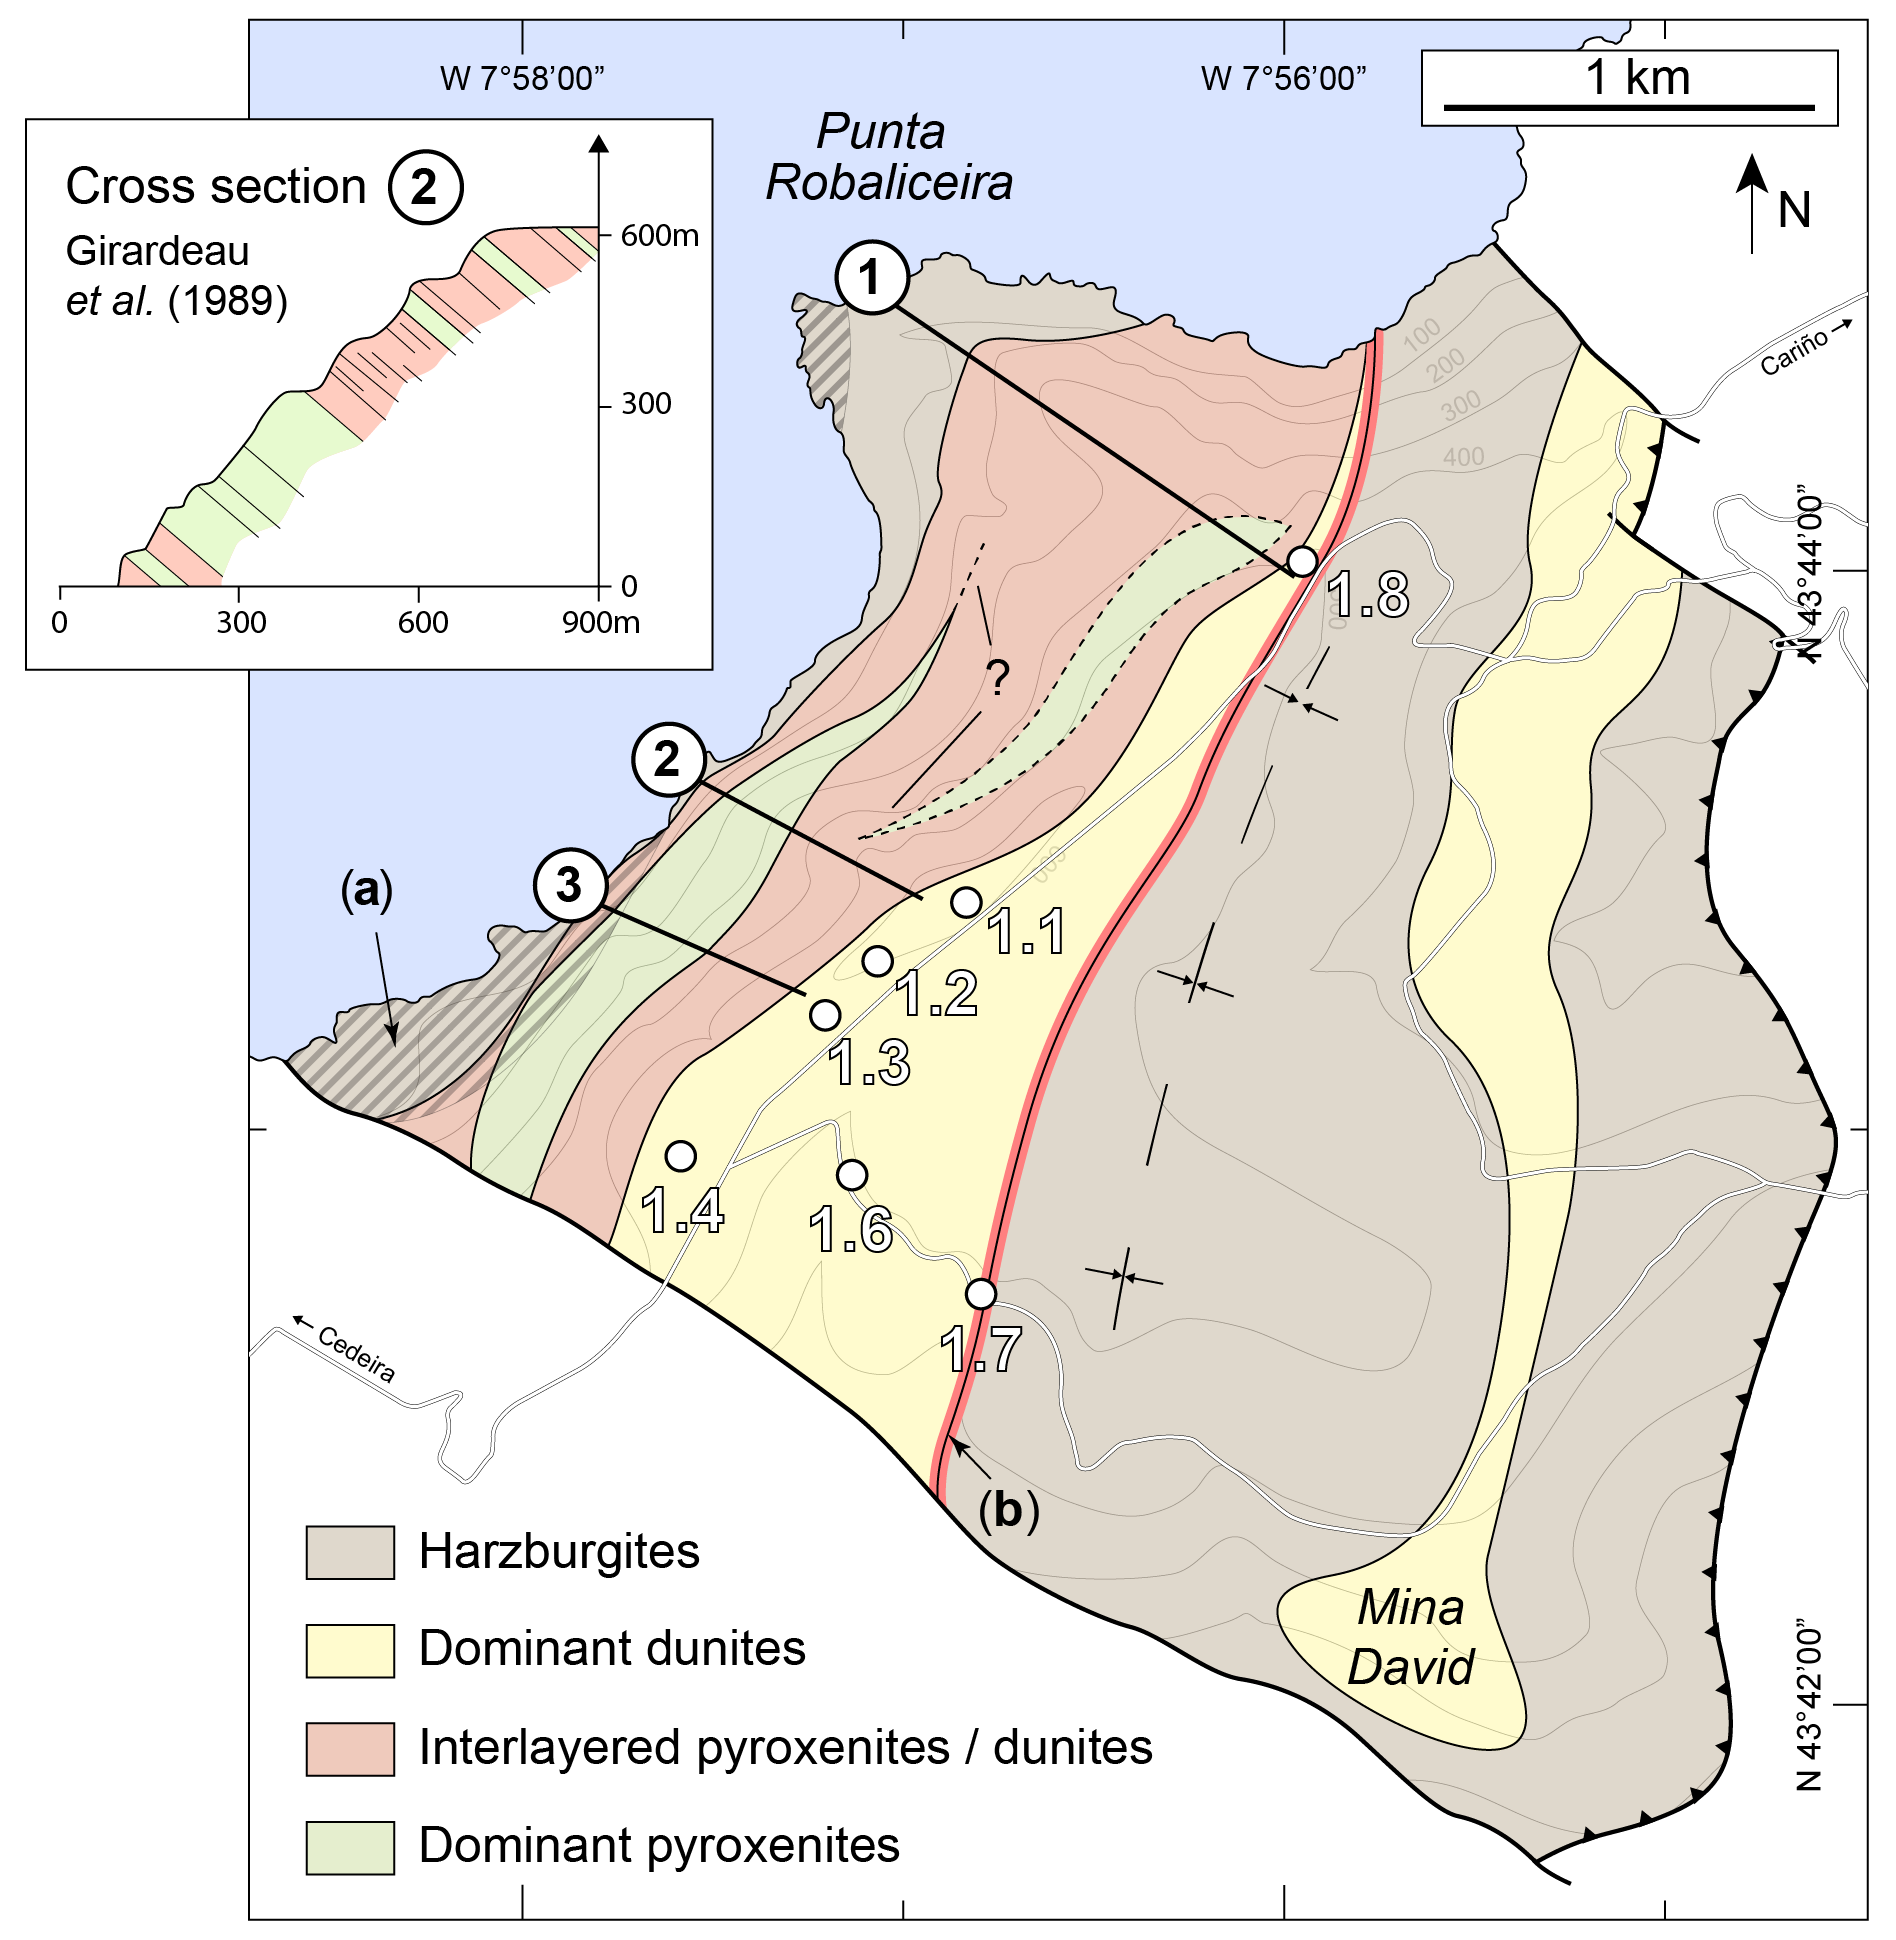 W 7°58’00”
W 7°56’00”
1 km
N
Punta
Robaliceira
Cross section 2
Girardeau
et al. (1989)
600m
300
0
0
300
600
900m
1
100
200
300
400
Cariño
N 43°44’00”
1.8
?
2
600
3
(a)
1.1
1.2
1.3
1.4
1.6
1.7
Cedeira
(b)
Mina
David
N 43°42’00”
Harzburgites
Dominant dunites
Interlayered pyroxenites / dunites
Dominant pyroxenites